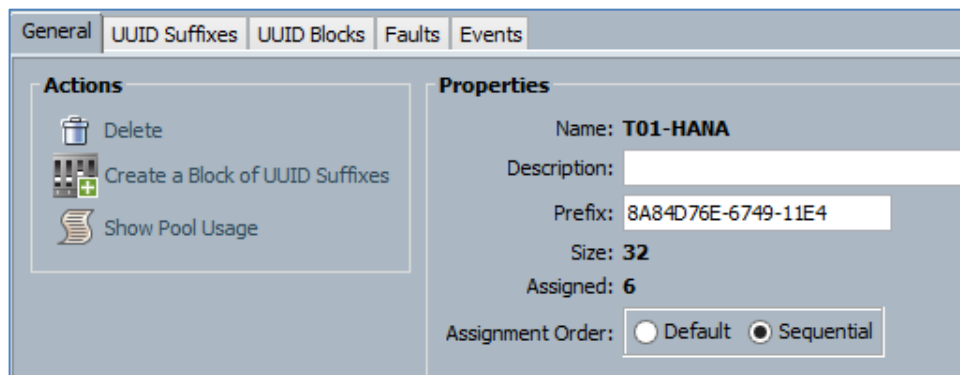 General UUID Suffixes UUID Blocks Faults Events
Actions
Delete
Create a Block of UUID Suffixes
Show Pool Usage
Properties
Name: T01-HANA
Description:
Prefix: 8A84D76E-6749-11E4
Size: 32
Assigned: 6
Assignment Order: Default Sequential